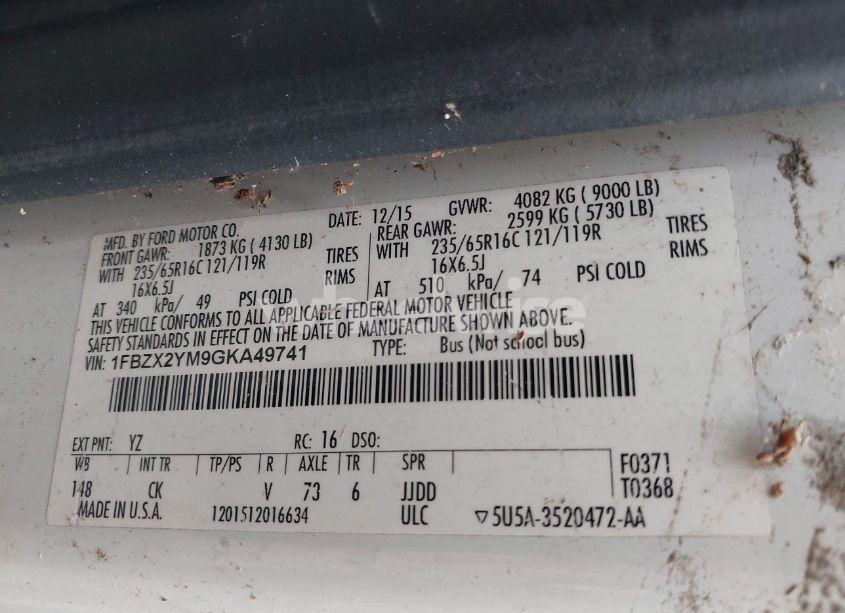 MFD. BY FORD MOTOR CO. DATE: 12/15 GVWR: 4082 KG ( 9000 LB)
FRONT GAWR: 1873 KG ( 4130 LB) REAR GAWR: 2599 KG ( 5730 LB)
WITH 235/65R16C 121/119R TIRES WITH 235/65R16C 121/119R TIRES
16X6.5J RIMS 16X6.5J RIMS
AT 340 kPa/ 49 PSI COLD AT 510 kPa/ 74 PSI COLD
THIS VEHICLE CONFORMS TO ALL APPLICABLE FEDERAL MOTOR VEHICLE
SAFETY STANDARDS IN EFFECT ON THE DATE OF MANUFACTURE SHOWN ABOVE.
VIN: 1FBZX2YM9GKA49741 TYPE: Bus (Not school bus)
EXT PNT: YZ RC: 16 DSO:
WB INT TR TP/PS R AXLE TR SPR F0371
148 CK V 73 6 JJDD T0368
MADE IN U.S.A. 1201512016634 ULC ▽5U5A-3520472-AA